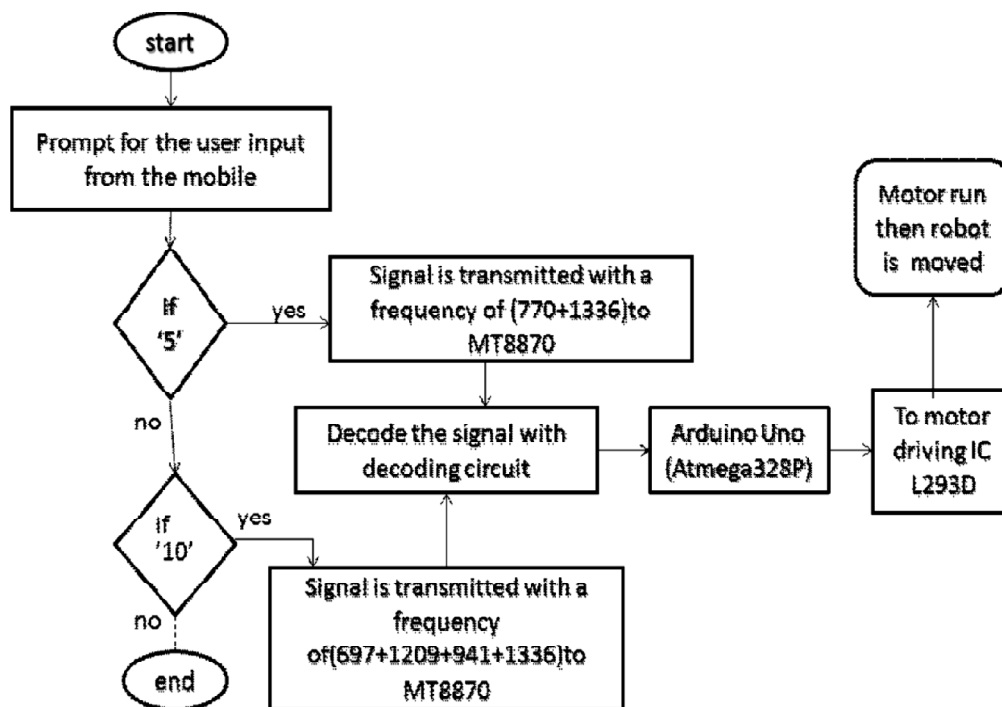 start
Prompt for the user input
from the mobile
If
'5'
yes
no
Signal is transmitted with a
frequency of (770+1336)to
MT8870
Decode the signal with
decoding circuit
Arduino Uno
(Atmega328P)
To motor
driving IC
L293D
Motor run
then robot
is moved
If
'10'
yes
no
Signal is transmitted with a
frequency
of(697+1209+941+1336)to
MT8870
end